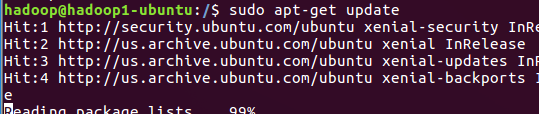 hadoop@hadoop1-ubuntu:/$ sudo apt-get update
Hit:1 http://security.ubuntu.com/ubuntu xenial-security InRe
Hit:2 http://us.archive.ubuntu.com/ubuntu xenial InRelease
Hit:3 http://us.archive.ubuntu.com/ubuntu xenial-updates InR
Hit:4 http://us.archive.ubuntu.com/ubuntu xenial-backports I
e
Reading package lists... 99%